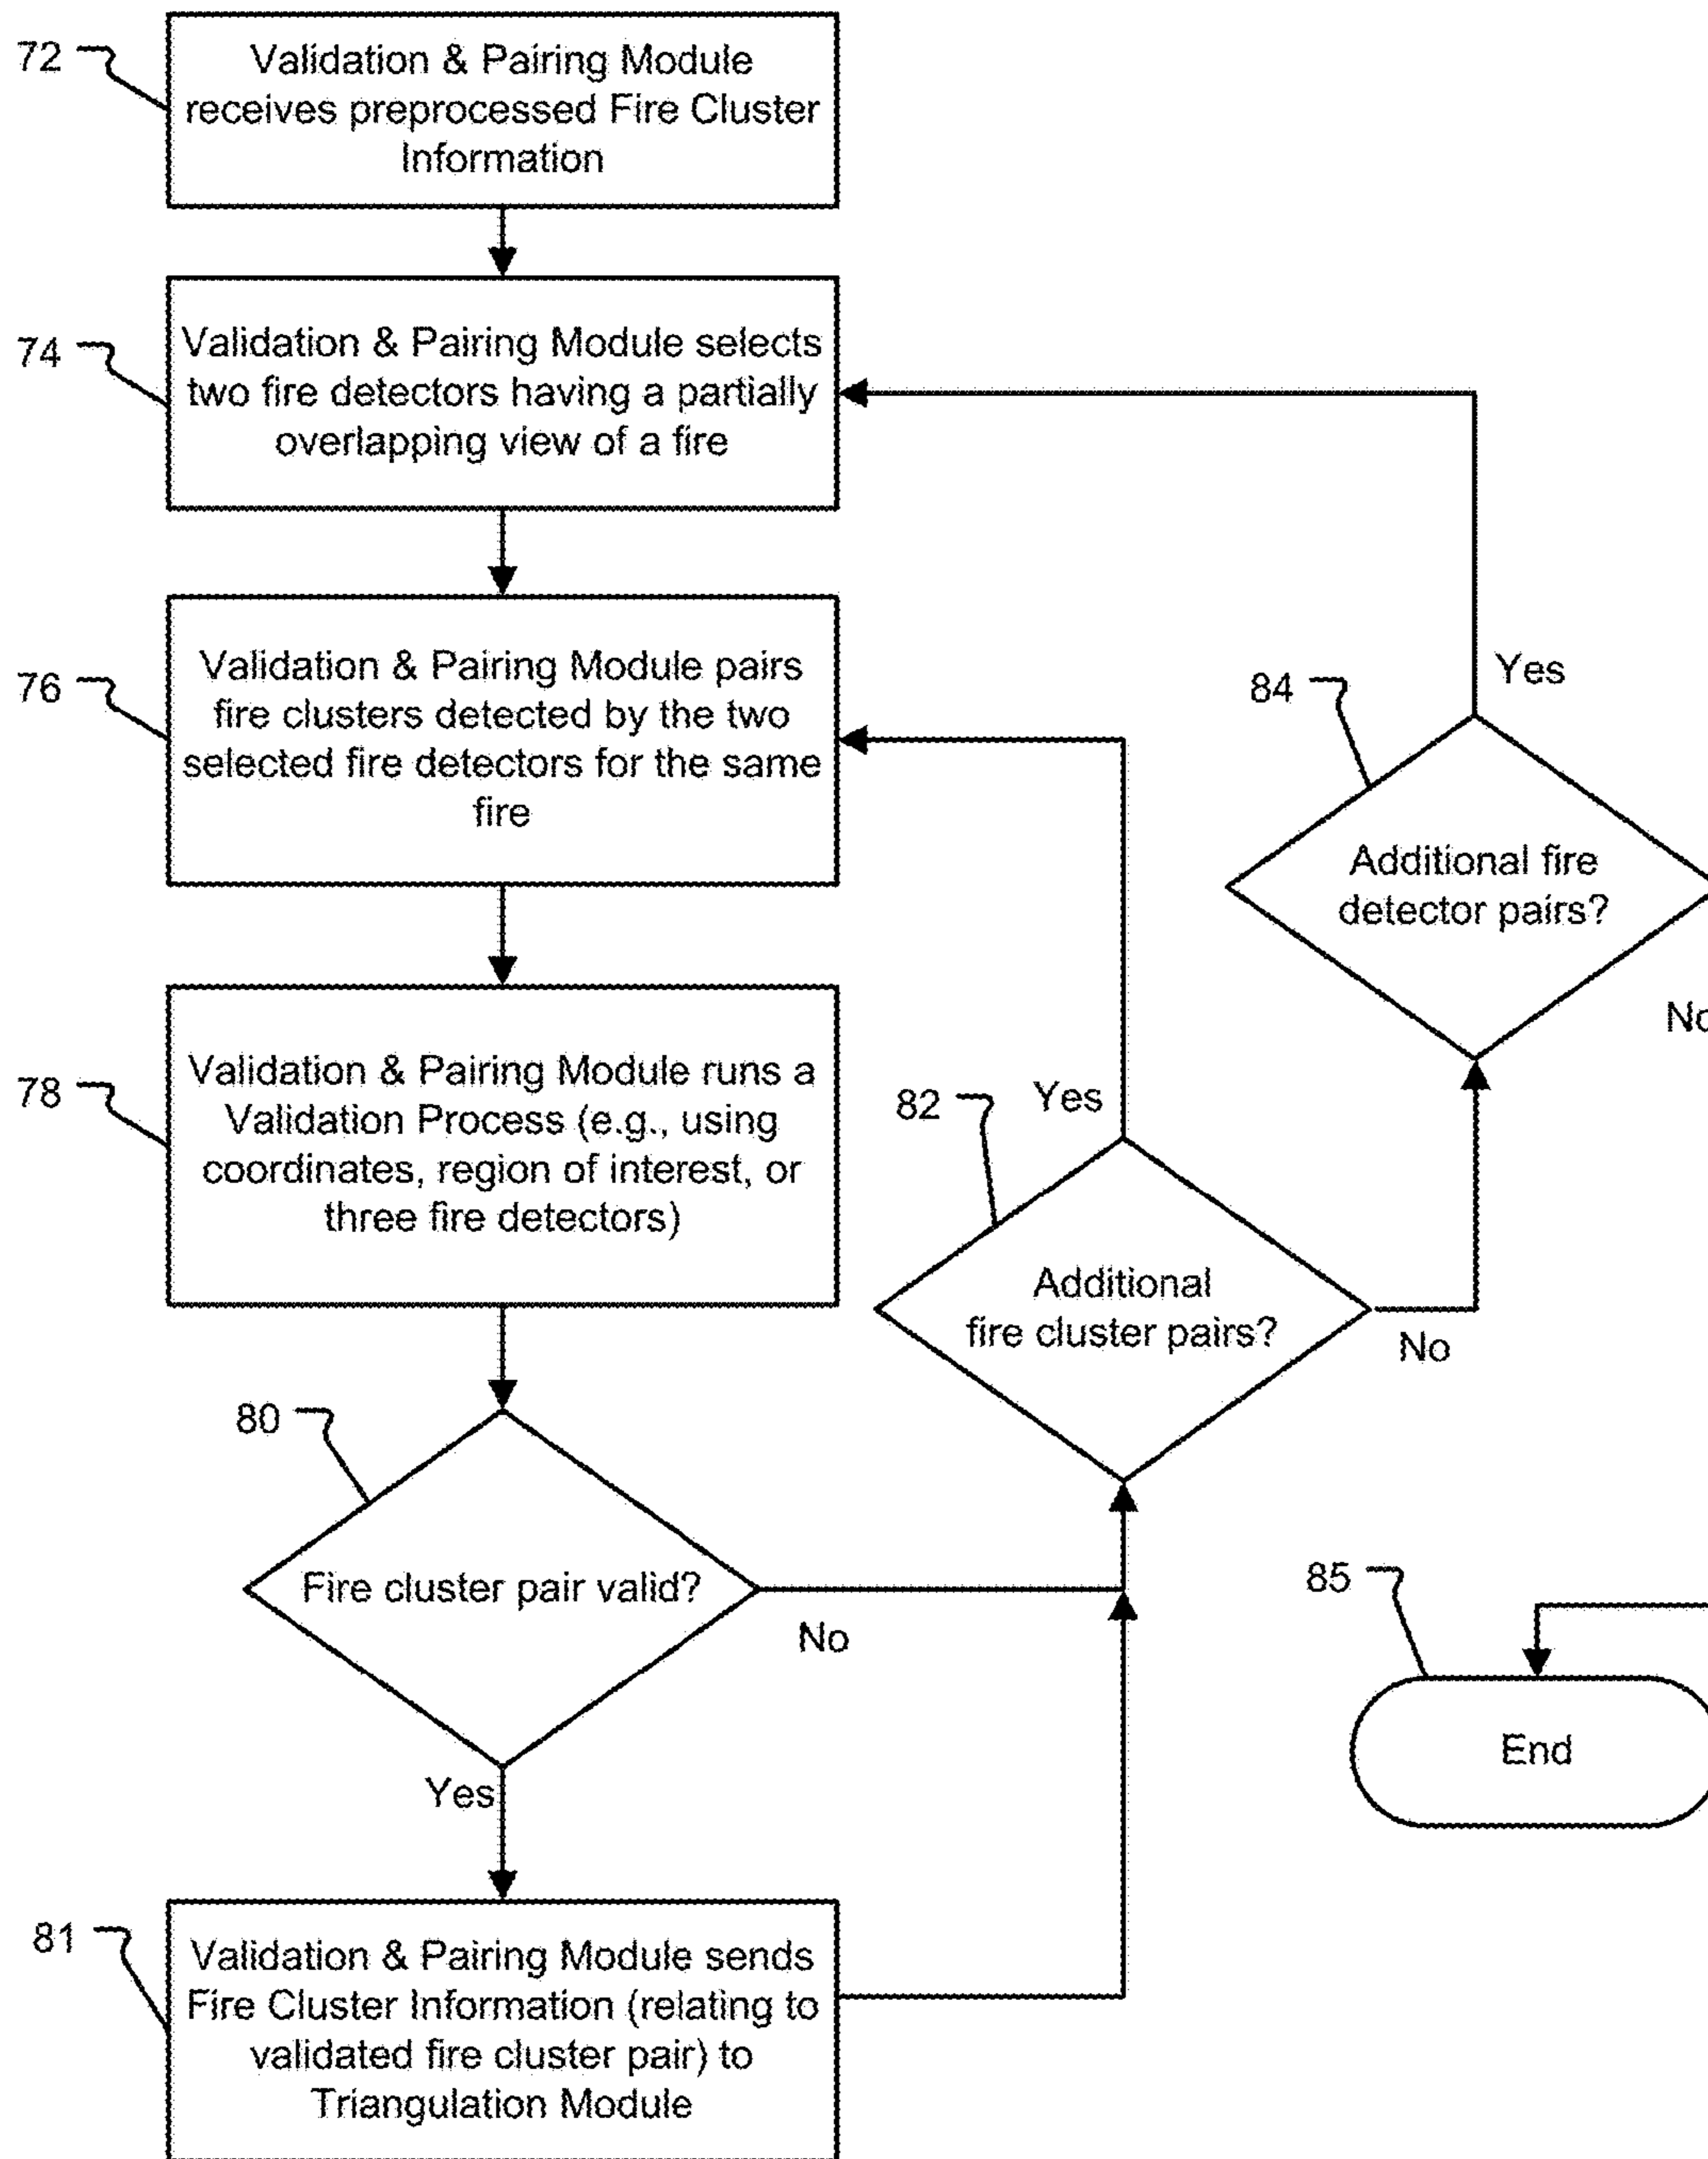 72
Validation & Pairing Module
receives preprocessed Fire Cluster
Information
74
Validation & Pairing Module selects
two fire detectors having a partially
overlapping view of a fire
76
Validation & Pairing Module pairs
fire clusters detected by the two
selected fire detectors for the same
fire
84
Yes
Additional fire
detector pairs?
No
78
Validation & Pairing Module runs a
Validation Process (e.g., using
coordinates, region of interest, or
three fire detectors)
82
Yes
Additional
fire cluster pairs?
No
80
Fire cluster pair valid?
No
Yes
85
End
81
Validation & Pairing Module sends
Fire Cluster Information (relating to
validated fire cluster pair) to
Triangulation Module